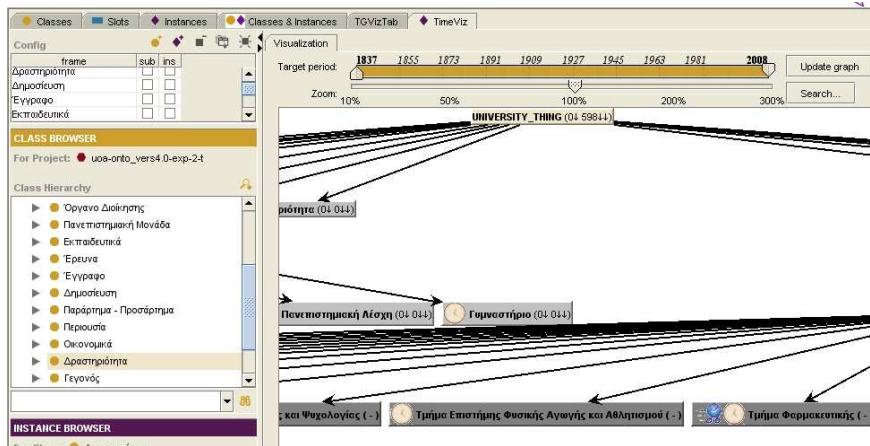 Classes Slots Instances Classes & Instances TGVizTab TimeViz
Config
frame sub ins
Δραστηριότητα
Δημοσίευση
Έγγραφο
Εκπαιδευτικά
CLASS BROWSER
For Project: uoa-onto_vers4.0-exp-2-t
Class Hierarchy
Όργανο Διοίκησης
Πανεπιστημιακή Μονάδα
Εκπαιδευτικά
Έρευνα
Έγγραφο
Δημοσίευση
Παράρτημα - Προσάρτημα
Περιουσία
Οικονομικά
Δραστηριότητα
Γεγονός
INSTANCE BROWSER
Visualization
Target period: 1837 1855 1873 1891 1909 1927 1945 1963 1981 2008 Update graph
Zoom: Search...
10% 50% 100% 200% 300%
UNIVERSITY_THING (0↓ 598↓↓)
ριότητα (0↓ 0↓↓)
Πανεπιστημιακή Λέσχη (0↓ 0↓↓) Γυμναστήριο (0↓ 0↓↓)
ς και Ψυχολογίας ( - ) Τμήμα Επιστήμης Φυσικής Αγωγής και Αθλητισμού ( - ) Τμήμα Φαρμακευτικής ( -